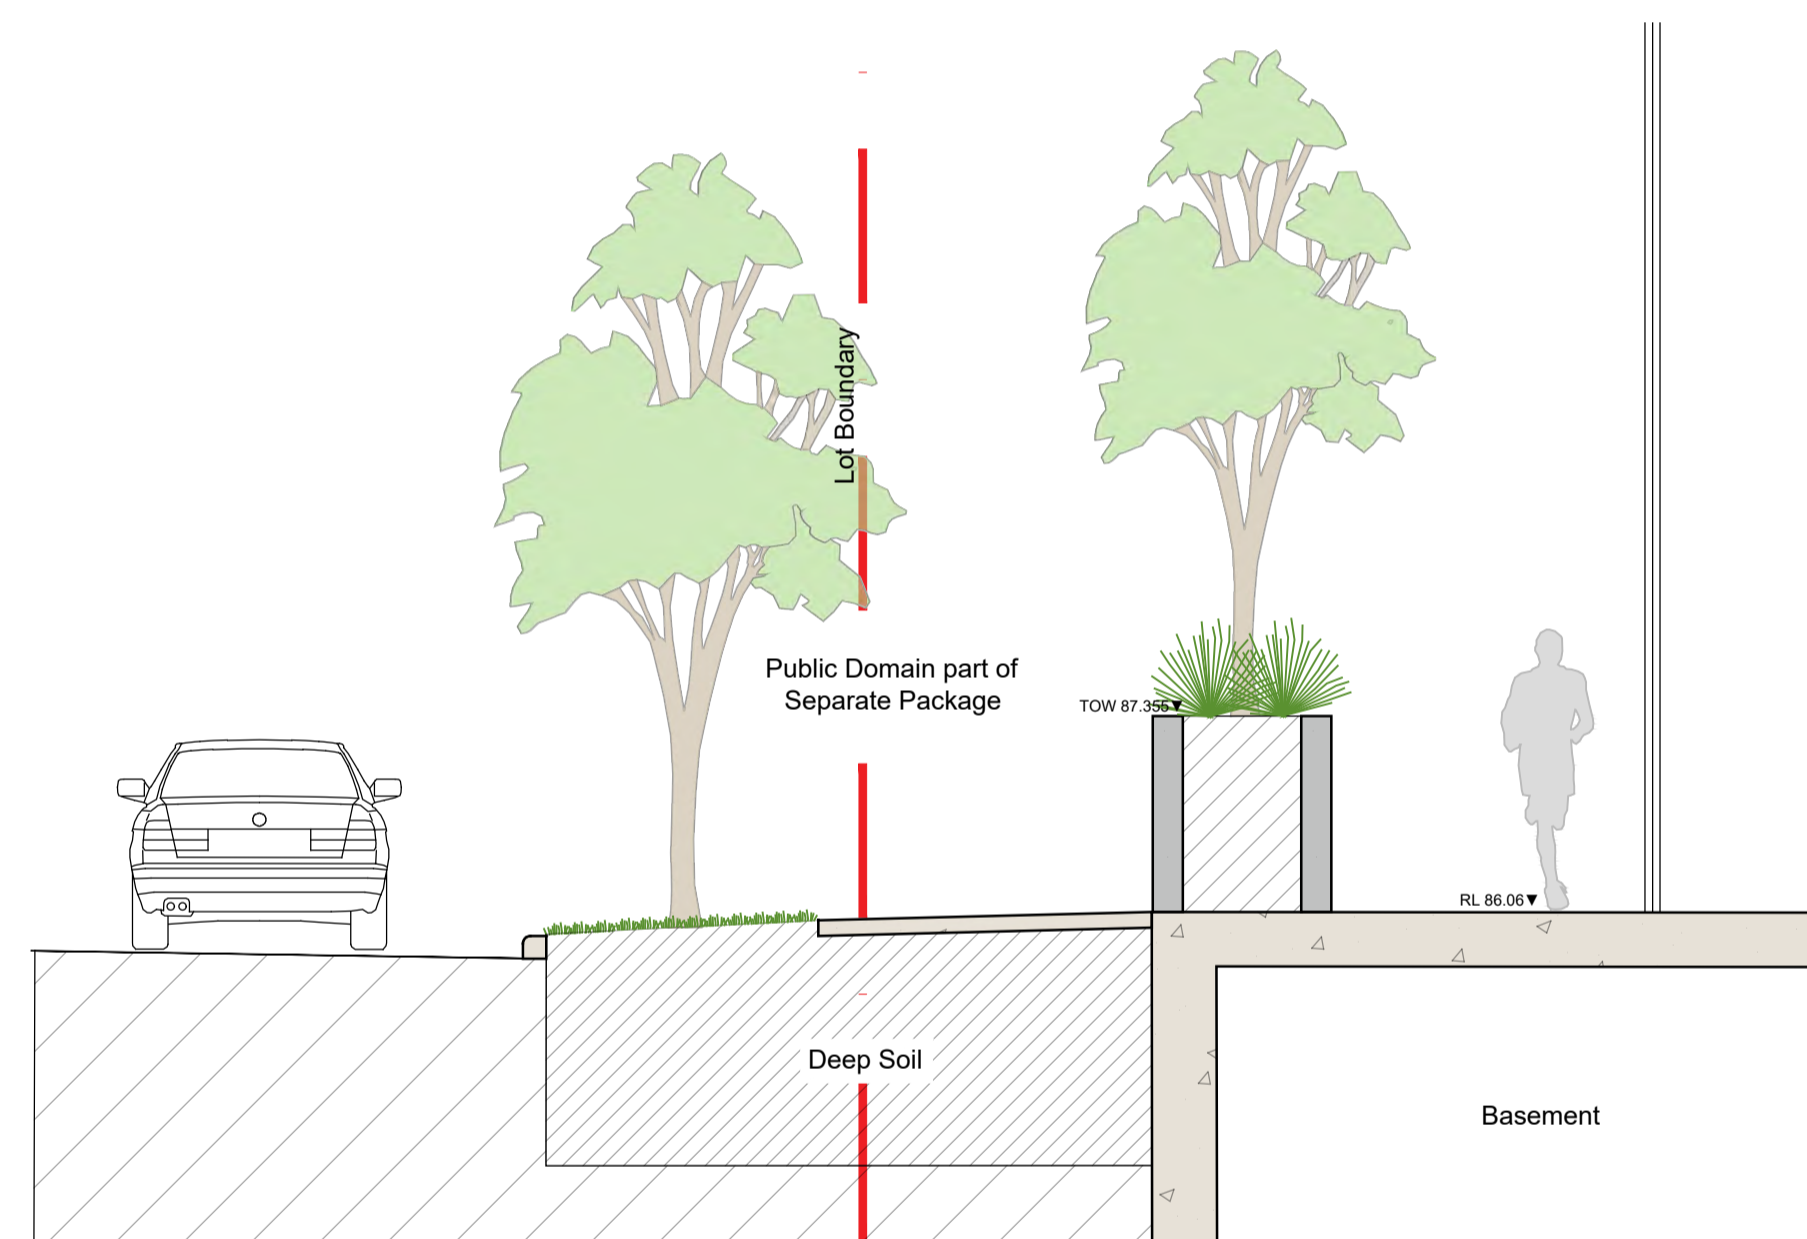 Lot Boundary
Public Domain part of
Separate Package
TOW 87.355
RL 86.06
Deep Soil
Basement